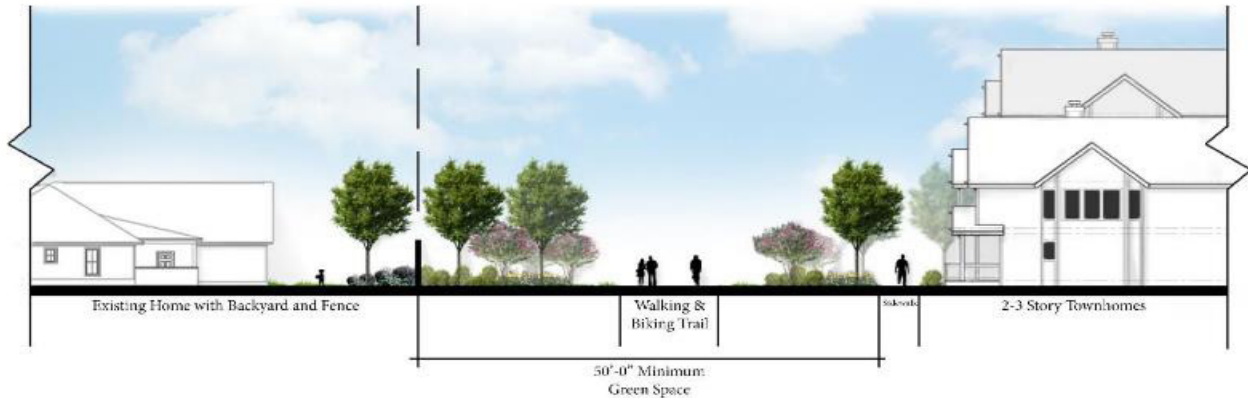 Existing Home with Backyard and Fence
Walking &
Biking Trail
Sidewalk
2-3 Story Townhomes
50'-0" Minimum
Green Space